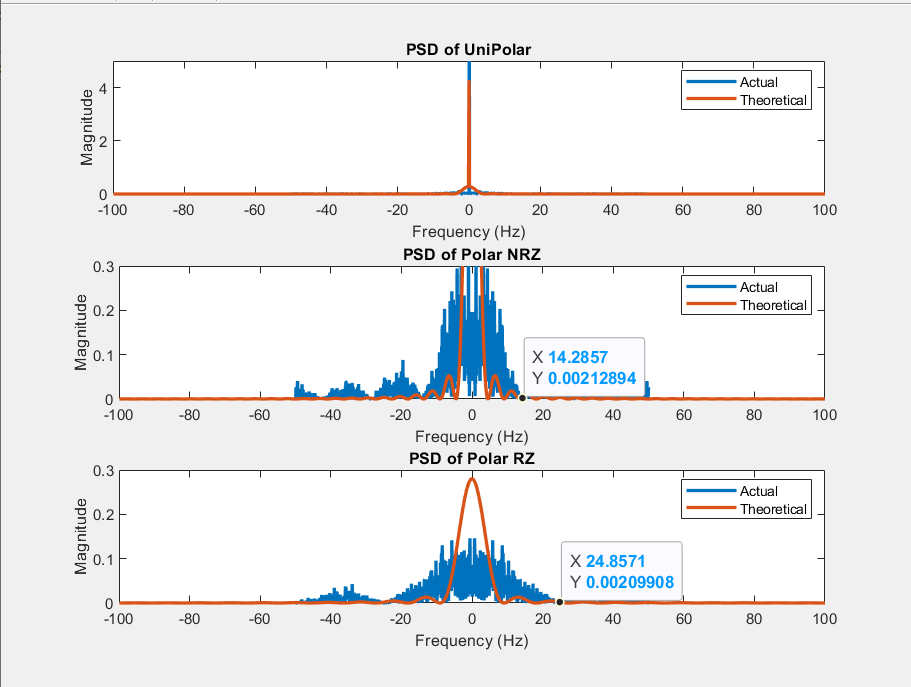 PSD of UniPolar
Magnitude
4
2
0
Actual
Theoretical
-100 -80 -60 -40 -20 0 20 40 60 80 100
Frequency (Hz)
PSD of Polar NRZ
Magnitude
0.3
0.2
0.1
0
Actual
Theoretical
X 14.2857
Y 0.00212894
-100 -80 -60 -40 -20 0 20 40 60 80 100
Frequency (Hz)
PSD of Polar RZ
Magnitude
0.3
0.2
0.1
0
Actual
Theoretical
X 24.8571
Y 0.00209908
-100 -80 -60 -40 -20 0 20 40 60 80 100
Frequency (Hz)